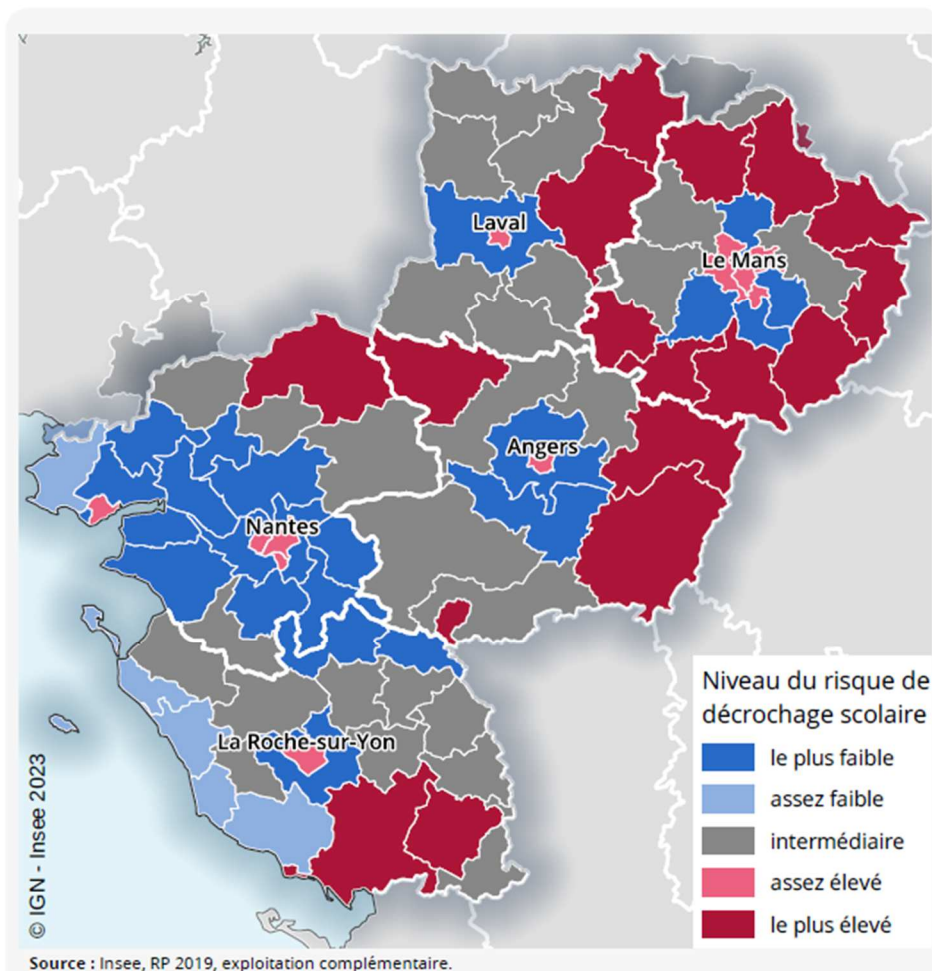 Laval
Le Mans
Angers
Nantes
La Roche-sur-Yon
Niveau du risque de
décrochage scolaire
le plus faible
assez faible
intermédiaire
assez élevé
le plus élevé
© IGN - Insee 2023
Source : Insee, RP 2019, exploitation complémentaire.